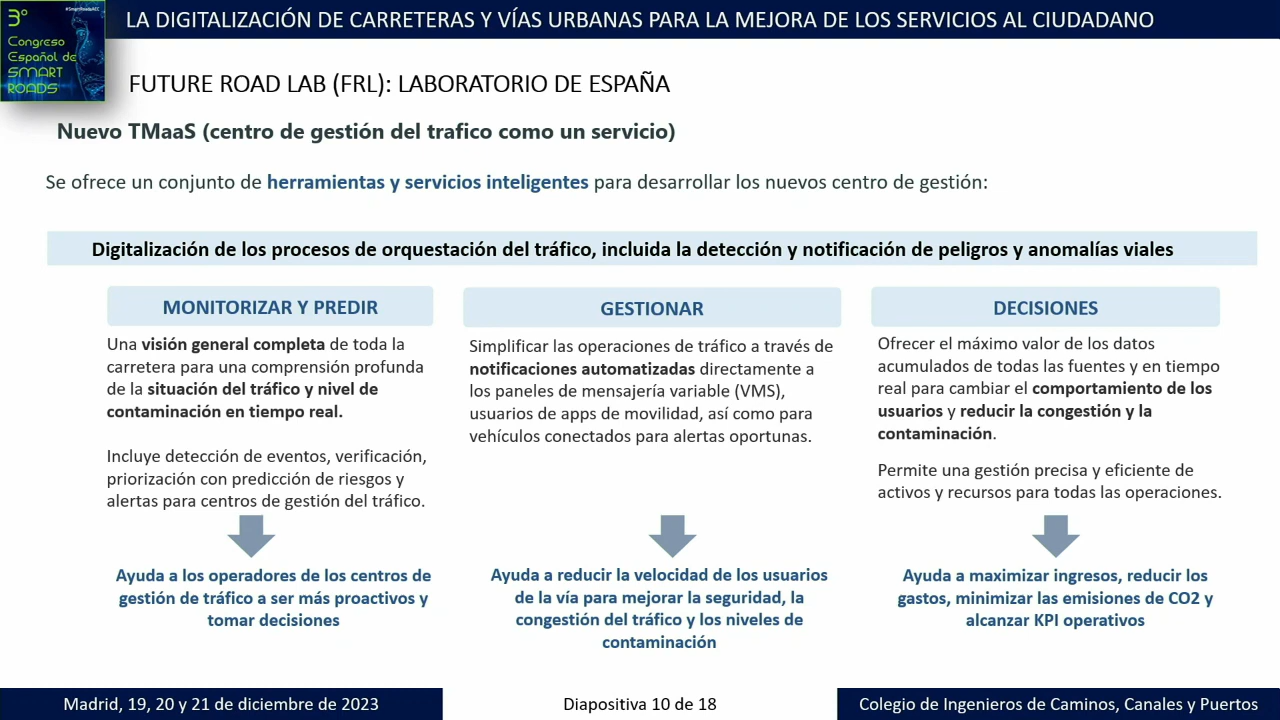 3°
Congreso
Español de
SMART
ROADS
#SmartRoadsAEC
LA DIGITALIZACIÓN DE CARRETERAS Y VÍAS URBANAS PARA LA MEJORA DE LOS SERVICIOS AL CIUDADANO
FUTURE ROAD LAB (FRL): LABORATORIO DE ESPAÑA
Nuevo TMaaS (centro de gestión del trafico como un servicio)
Se ofrece un conjunto de herramientas y servicios inteligentes para desarrollar los nuevos centro de gestión:
Digitalización de los procesos de orquestación del tráfico, incluida la detección y notificación de peligros y anomalías viales
MONITORIZAR Y PREDIR
Una visión general completa de toda la
carretera para una comprensión profunda
de la situación del tráfico y nivel de
contaminación en tiempo real.
Incluye detección de eventos, verificación,
priorización con predicción de riesgos y
alertas para centros de gestión del tráfico.
Ayuda a los operadores de los centros de
gestión de tráfico a ser más proactivos y
tomar decisiones
GESTIONAR
Simplificar las operaciones de tráfico a través de
notificaciones automatizadas directamente a
los paneles de mensajería variable (VMS),
usuarios de apps de movilidad, así como para
vehículos conectados para alertas oportunas.
Ayuda a reducir la velocidad de los usuarios
de la vía para mejorar la seguridad, la
congestión del tráfico y los niveles de
contaminación
DECISIONES
Ofrecer el máximo valor de los datos
acumulados de todas las fuentes y en tiempo
real para cambiar el comportamiento de los
usuarios y reducir la congestión y la
contaminación.
Permite una gestión precisa y eficiente de
activos y recursos para todas las operaciones.
Ayuda a maximizar ingresos, reducir los
gastos, minimizar las emisiones de CO2 y
alcanzar KPI operativos
Madrid, 19, 20 y 21 de diciembre de 2023
Diapositiva 10 de 18
Colegio de Ingenieros de Caminos, Canales y Puertos